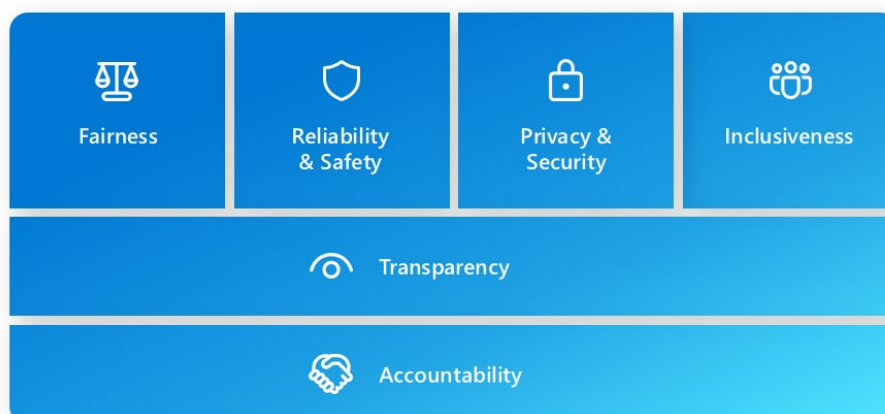 Fairness
Reliability
& Safety
Privacy &
Security
Inclusiveness
Transparency
Accountability